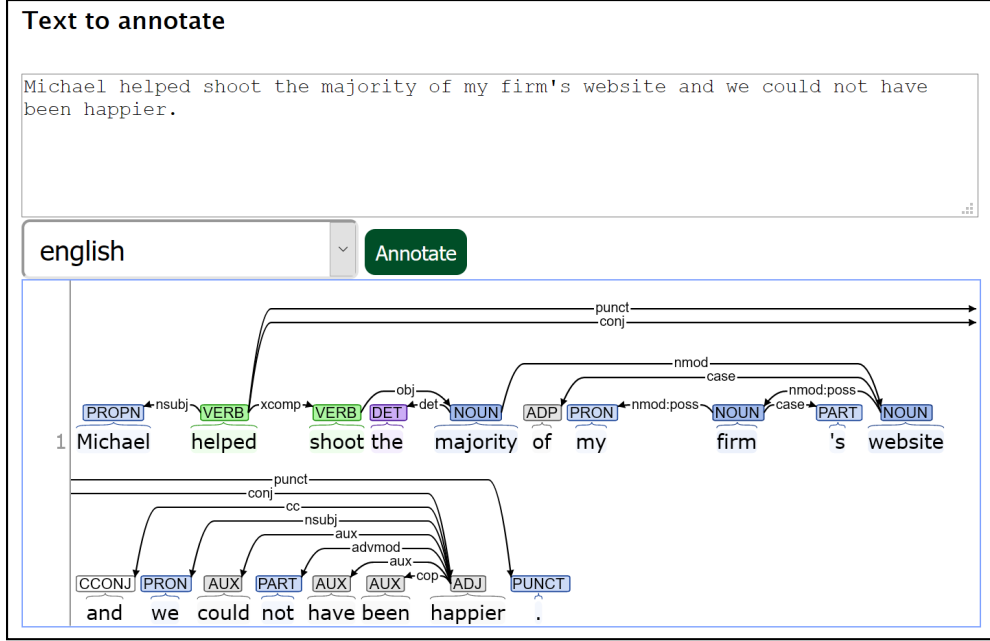 Text to annotate
Michael helped shoot the majority of my firm's website and we could not have
been happier.
english
Annotate
punct
conj
nmod
case
obj nmod:poss
PROPN nsubj VERB xcomp VERB DET det NOUN ADP PRON nmod:poss NOUN case PART NOUN
1 Michael helped shoot the majority of my firm 's website
punct
conj
cc
nsubj
aux
advmod
aux
CCONJ PRON AUX PART AUX AUX cop ADJ PUNCT
and we could not have been happier .